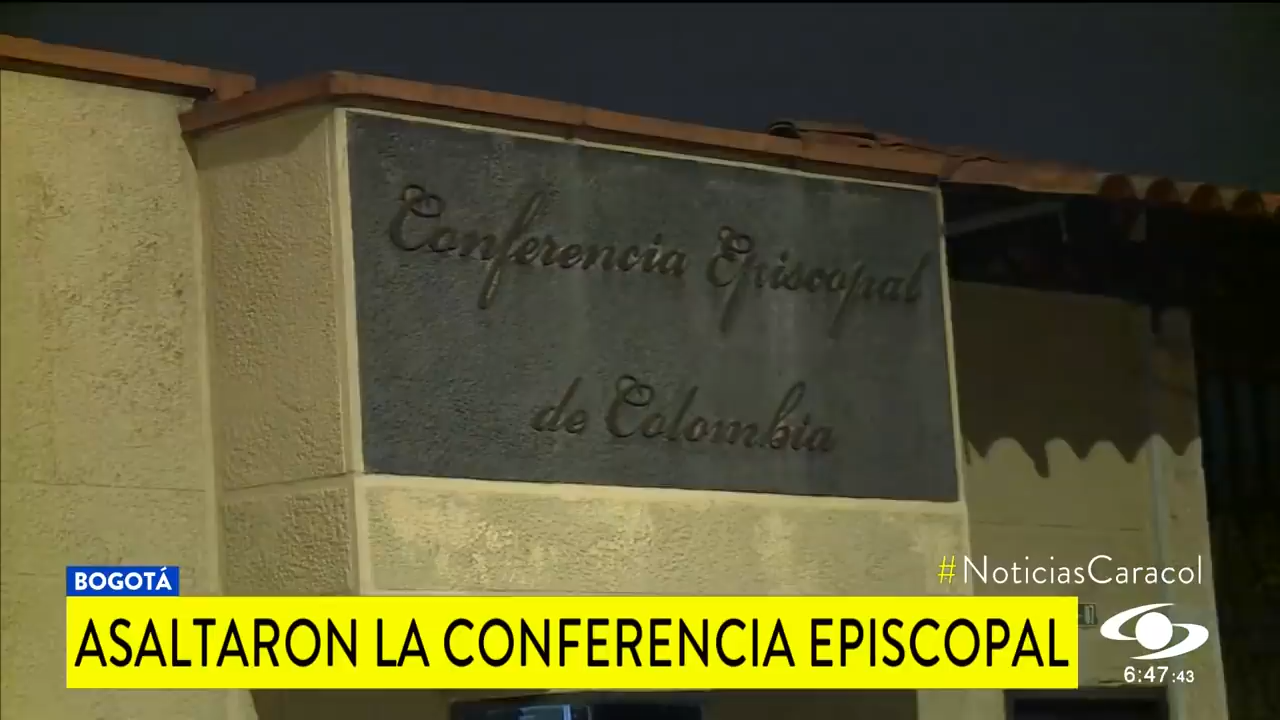 Conferencia Episcopal
de Colombia
#NoticiasCaracol
BOGOTÁ
ASALTARON LA CONFERENCIA EPISCOPAL
6:47:43